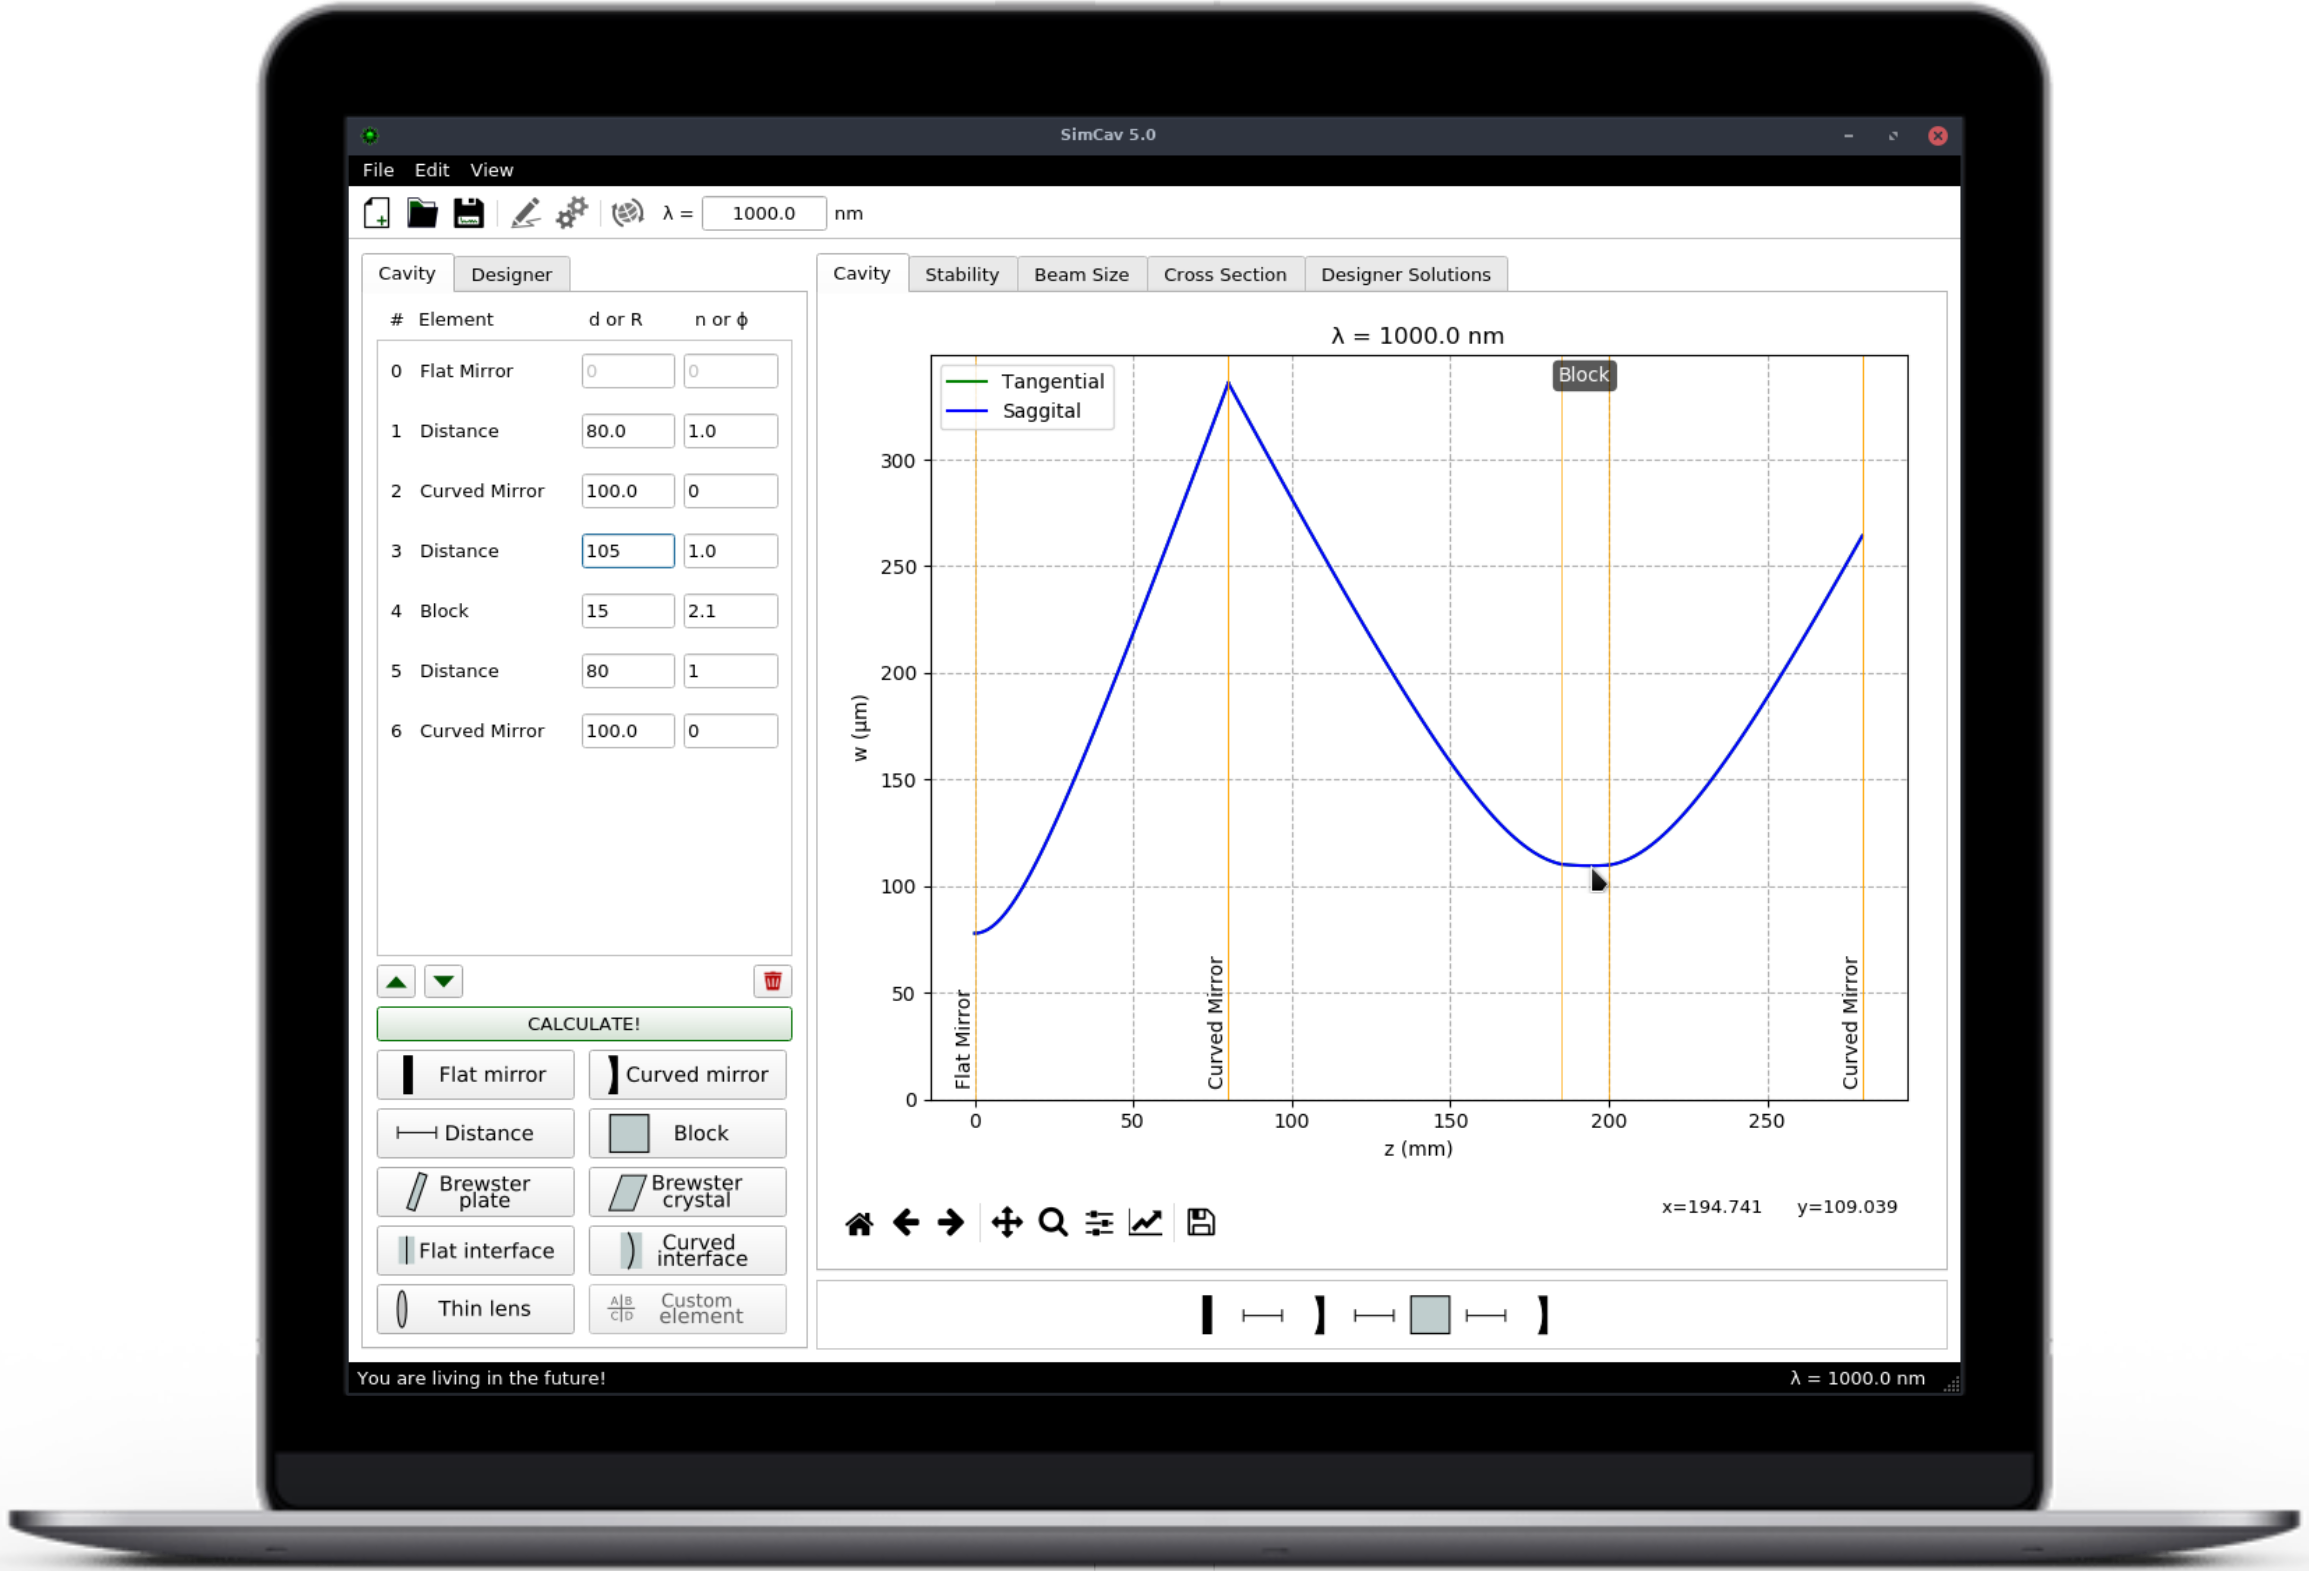 SimCav 5.0
File Edit View
λ = 1000.0 nm
Cavity Designer
# Element d or R n or ϕ
0 Flat Mirror 0 0
1 Distance 80.0 1.0
2 Curved Mirror 100.0 0
3 Distance 105 1.0
4 Block 15 2.1
5 Distance 80 1
6 Curved Mirror 100.0 0
CALCULATE!
Flat mirror Curved mirror
Distance Block
Brewster plate Brewster crystal
Flat interface Curved interface
Thin lens A B C D Custom element
Cavity Stability Beam Size Cross Section Designer Solutions
λ = 1000.0 nm
Tangential
Saggital
Block
300
250
200
150
100
50
0
w (μm)
Flat Mirror
Curved Mirror
Curved Mirror
0 50 100 150 200 250
z (mm)
x=194.741 y=109.039
You are living in the future! λ = 1000.0 nm